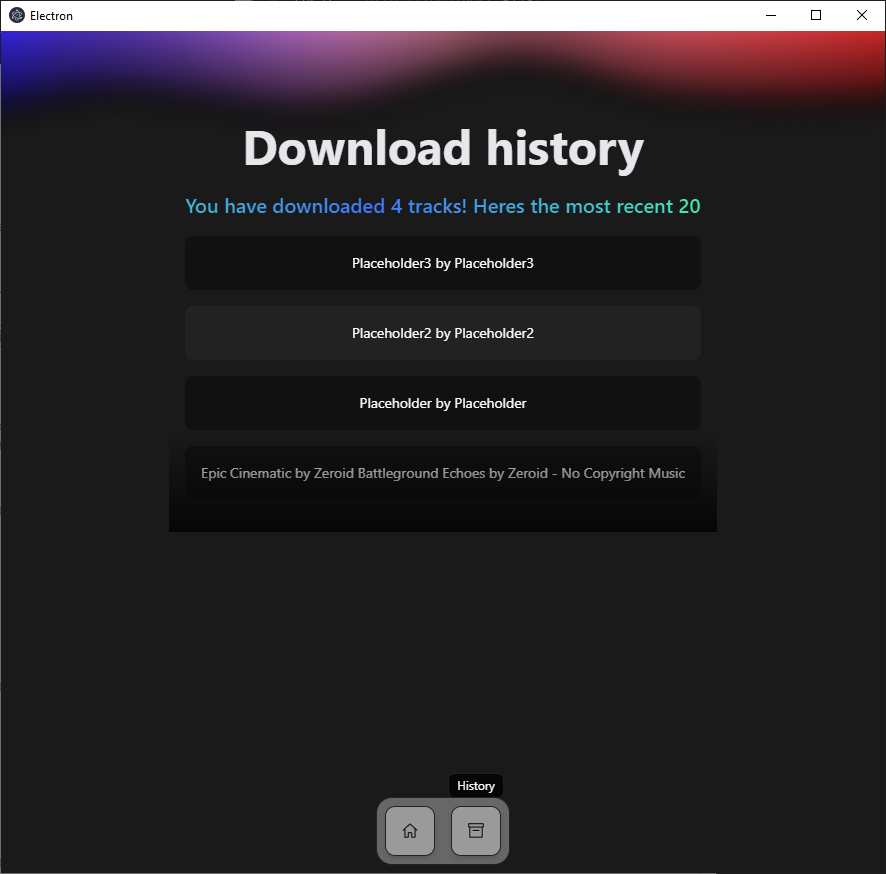 Electron
Download history
You have downloaded 4 tracks! Heres the most recent 20
Placeholder3 by Placeholder3
Placeholder2 by Placeholder2
Placeholder by Placeholder
Epic Cinematic by Zeroid Battleground Echoes by Zeroid - No Copyright Music
History